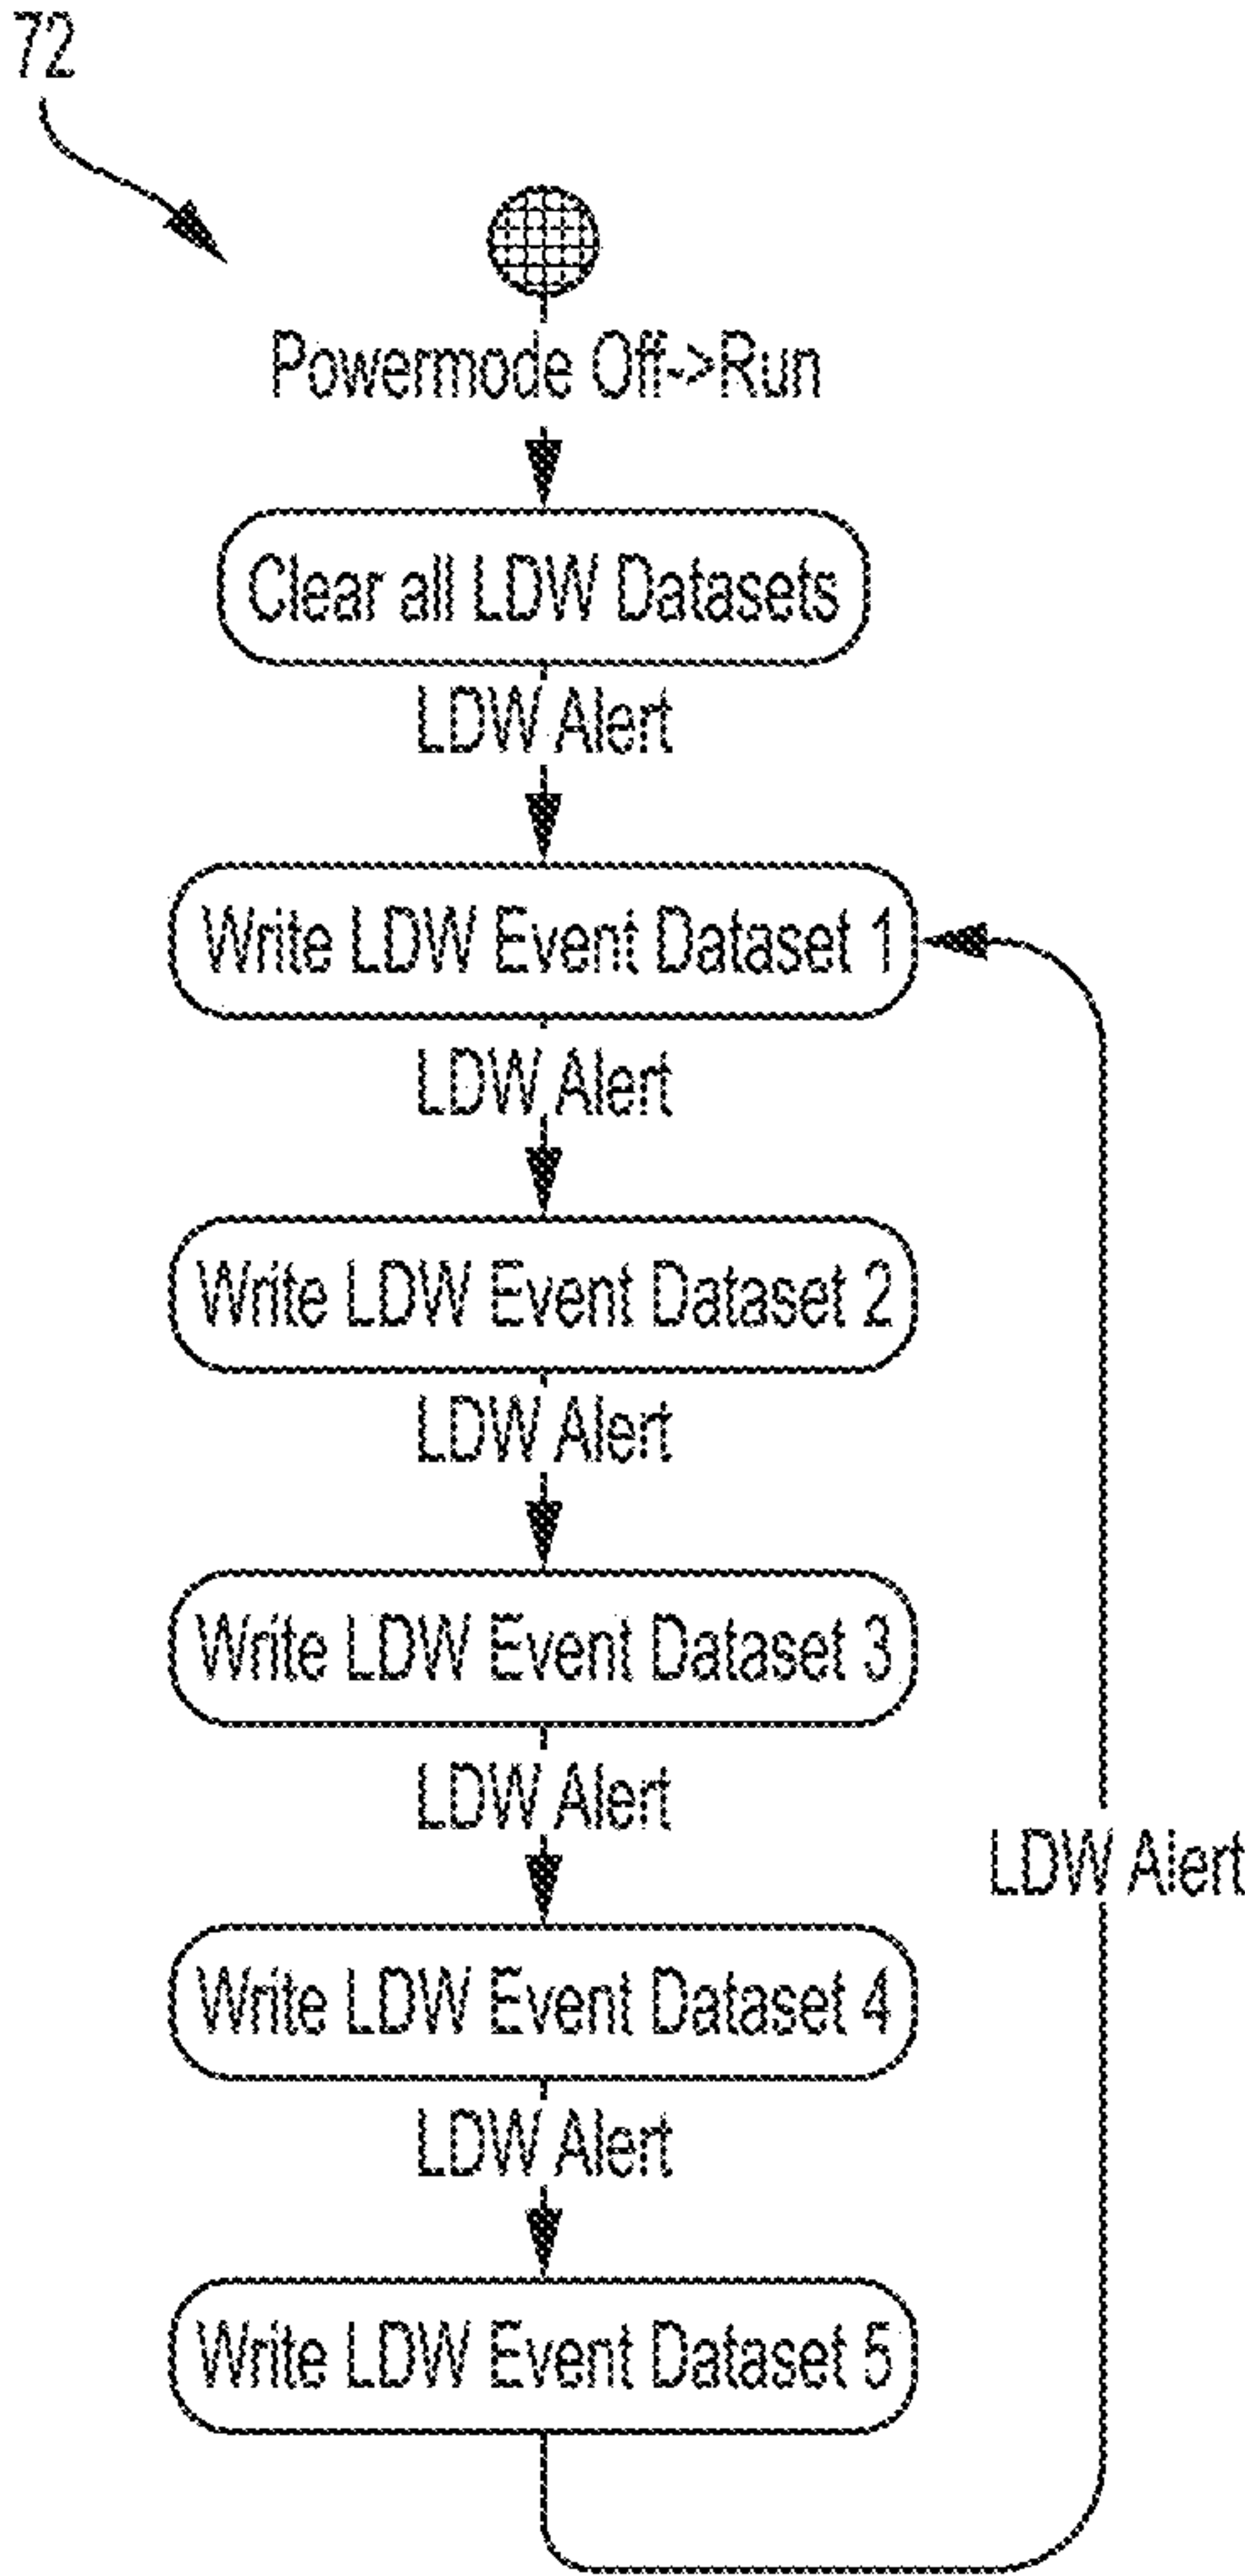 72
Powermode Off->Run
Clear all LDW Datasets
LDW Alert
Write LDW Event Dataset 1
LDW Alert
Write LDW Event Dataset 2
LDW Alert
Write LDW Event Dataset 3
LDW Alert
LDW Alert
Write LDW Event Dataset 4
LDW Alert
Write LDW Event Dataset 5